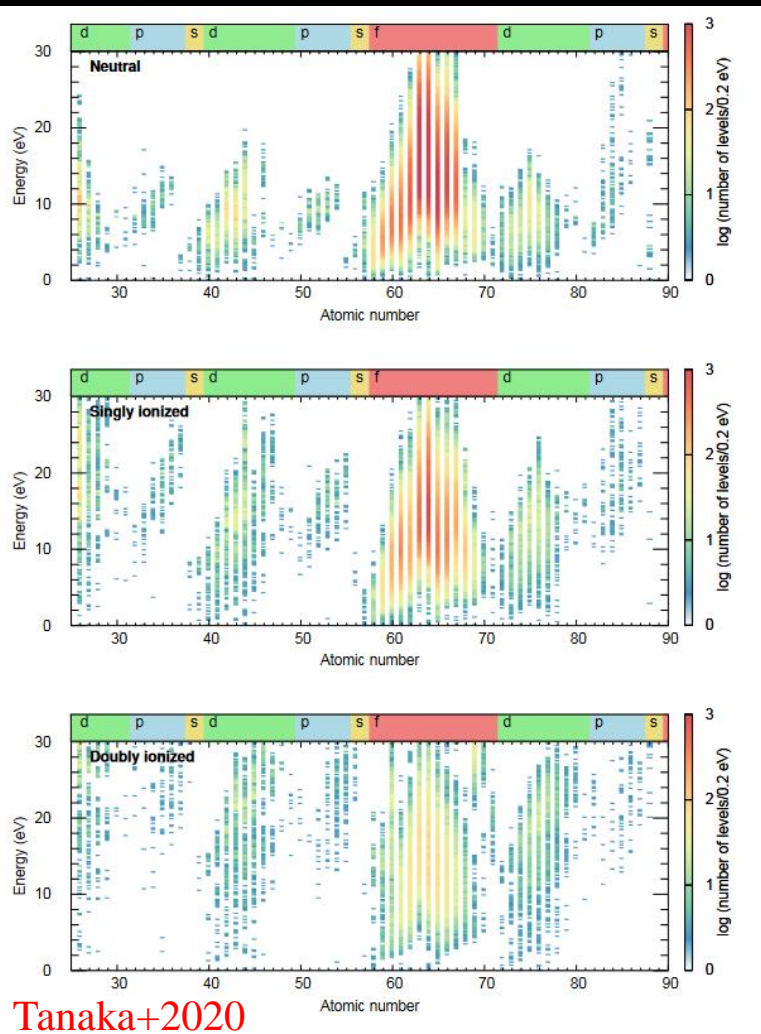 d p s d p s f d p s
Neutral
30
20
10
0
Energy (eV)
30 40 50 60 70 80 90
Atomic number
3
2
1
0
log (number of levels/0.2 eV)
d p s d p s f d p s
Singly ionized
30
20
10
0
Energy (eV)
30 40 50 60 70 80 90
Atomic number
3
2
1
0
log (number of levels/0.2 eV)
d p s d p s f d p s
Doubly ionized
30
20
10
0
Energy (eV)
30 40 50 60 70 80 90
Atomic number
3
2
1
0
log (number of levels/0.2 eV)
Tanaka+2020